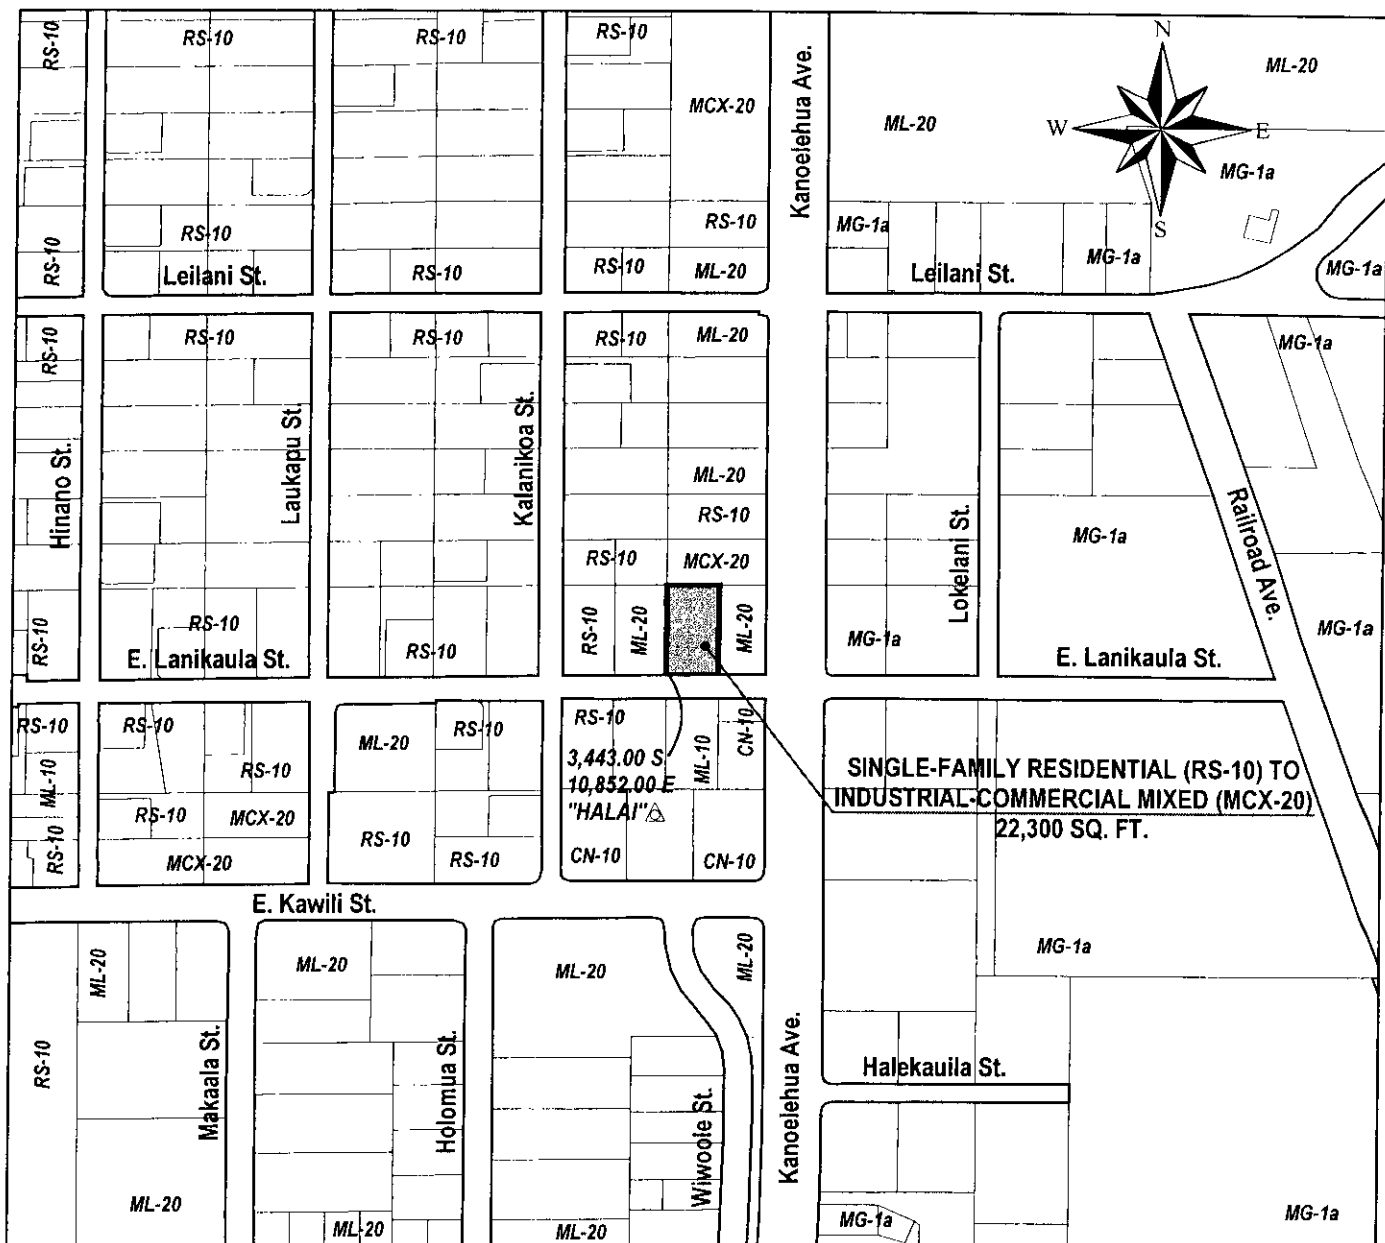 RS-10
RS-10
RS-10
RS-10
MCX-20
Kanoelehua Ave.
ML-20
ML-20
N
W
E
S
MG-1a
RS-10
RS-10
RS-10
MG-1a
RS-10
Leilani St.
RS-10
RS-10
ML-20
Leilani St.
MG-1a
MG-1a
RS-10
RS-10
RS-10
RS-10
ML-20
MG-1a
Hinano St.
Laukapu St.
Kalanikoa St.
ML-20
RS-10
RS-10
MCX-20
Lokelani St.
MG-1a
Railroad Ave.
RS-10
RS-10
E. Lanikaula St.
RS-10
RS-10
ML-20
ML-20
MG-1a
E. Lanikaula St.
MG-1a
RS-10
RS-10
ML-20
RS-10
RS-10
ML-10
CN-10
ML-10
RS-10
3,443.00 S
10,852.00 E
"HALAI"
SINGLE-FAMILY RESIDENTIAL (RS-10) TO
INDUSTRIAL-COMMERCIAL MIXED (MCX-20)
22,300 SQ. FT.
RS-10
RS-10
MCX-20
RS-10
MCX-20
RS-10
CN-10
CN-10
E. Kawili St.
RS-10
ML-20
ML-20
ML-20
ML-20
MG-1a
Makaala St.
Holomua St.
Wiwoole St.
Kanoelehua Ave.
Halekauila St.
ML-20
ML-20
ML-20
MG-1a
MG-1a